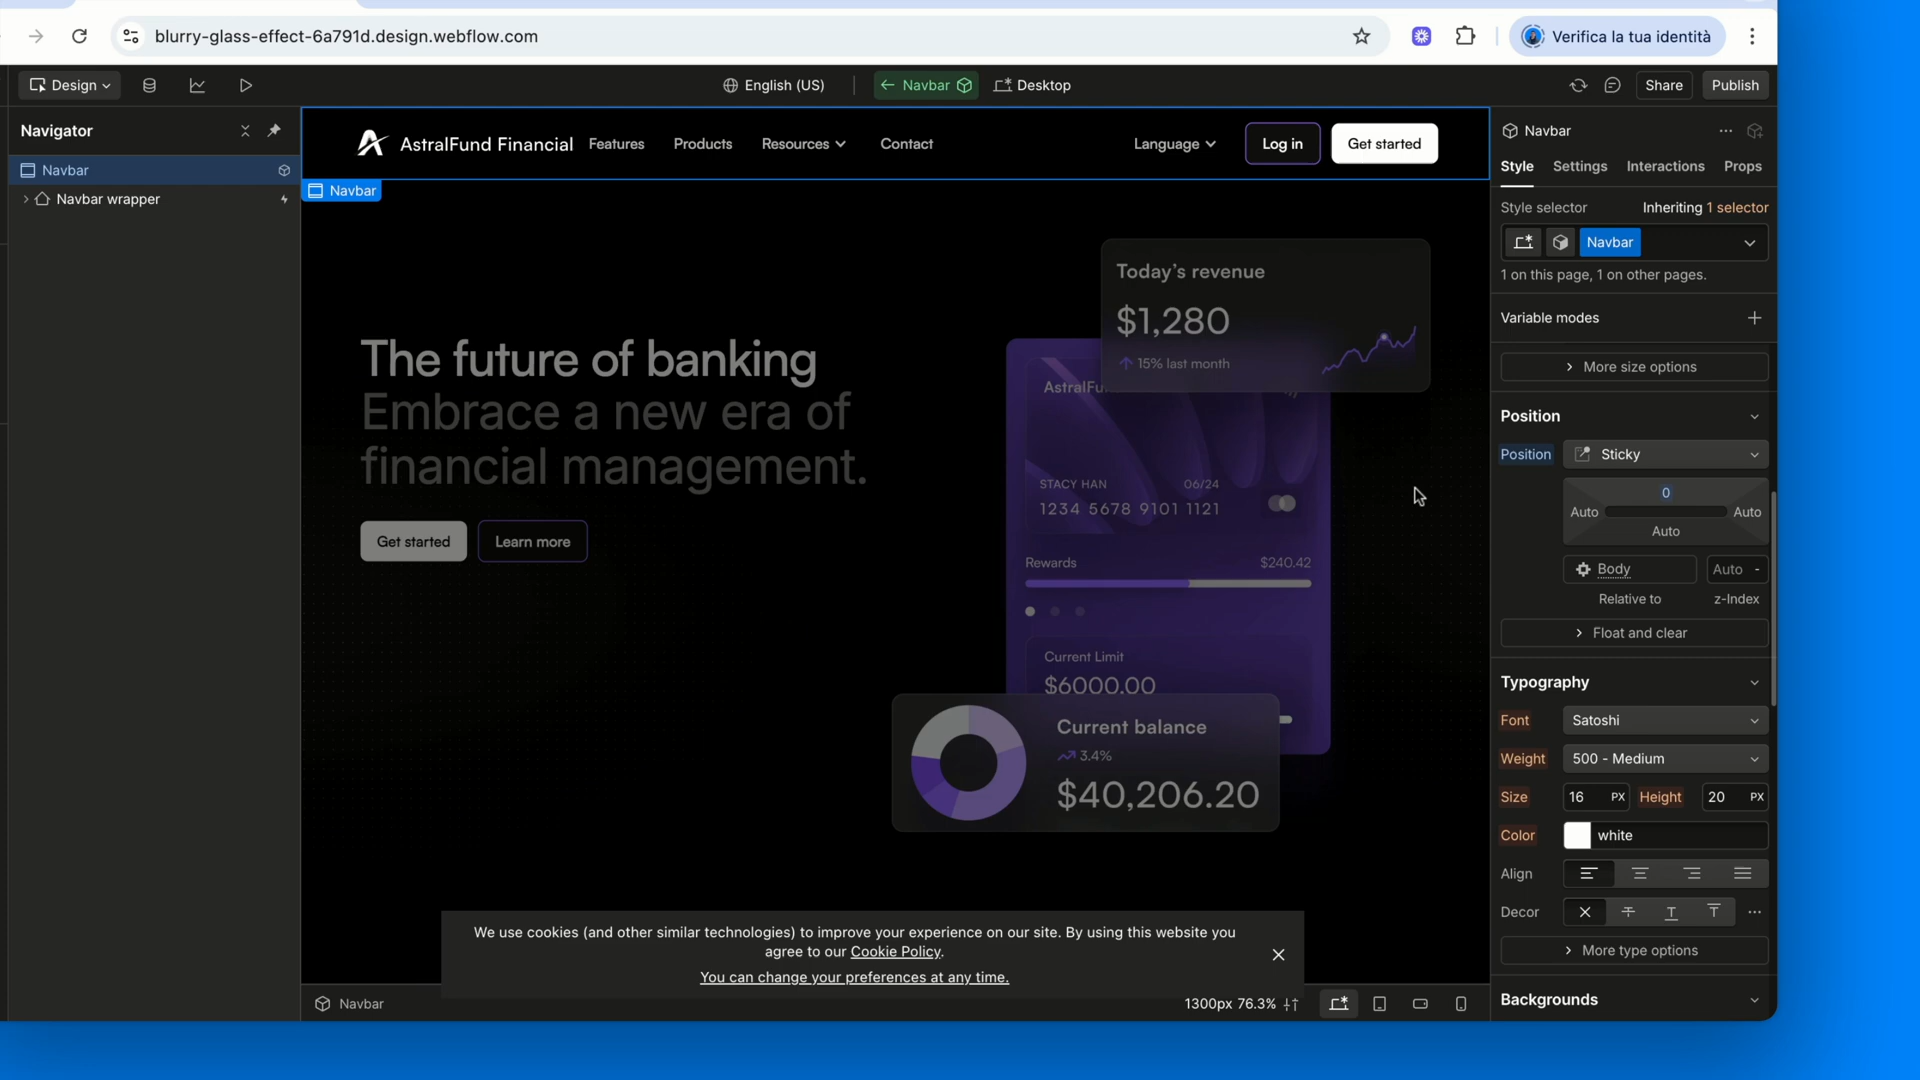 blurry-glass-effect-6a791d.design.webflow.com
Verifica la tua identità
Design
English (US)
Navbar
Desktop
Share
Publish
Navigator
Navbar
Navbar wrapper
AstralFund Financial
Features
Products
Resources
Contact
Language
Log in
Get started
Navbar
The future of banking
Embrace a new era of
financial management.
Get started
Learn more
Today's revenue
$1,280
15% last month
STACY HAN
06/24
1234 5678 9101 1121
Rewards
$240.42
Current Limit
$6000.00
Current balance
3.4%
$40,206.20
We use cookies (and other similar technologies) to improve your experience on our site. By using this website you
agree to our Cookie Policy.
You can change your preferences at any time.
Navbar
1300px 76.3%
Navbar
Style
Settings
Interactions
Props
Style selector
Inheriting 1 selector
Navbar
1 on this page, 1 on other pages.
Variable modes
More size options
Position
Position
Sticky
0
Auto
Auto
Auto
Body
Auto -
Relative to
z-Index
Float and clear
Typography
Font
Satoshi
Weight
500 - Medium
Size
16 PX
Height
20 PX
Color
white
Align
Decor
More type options
Backgrounds